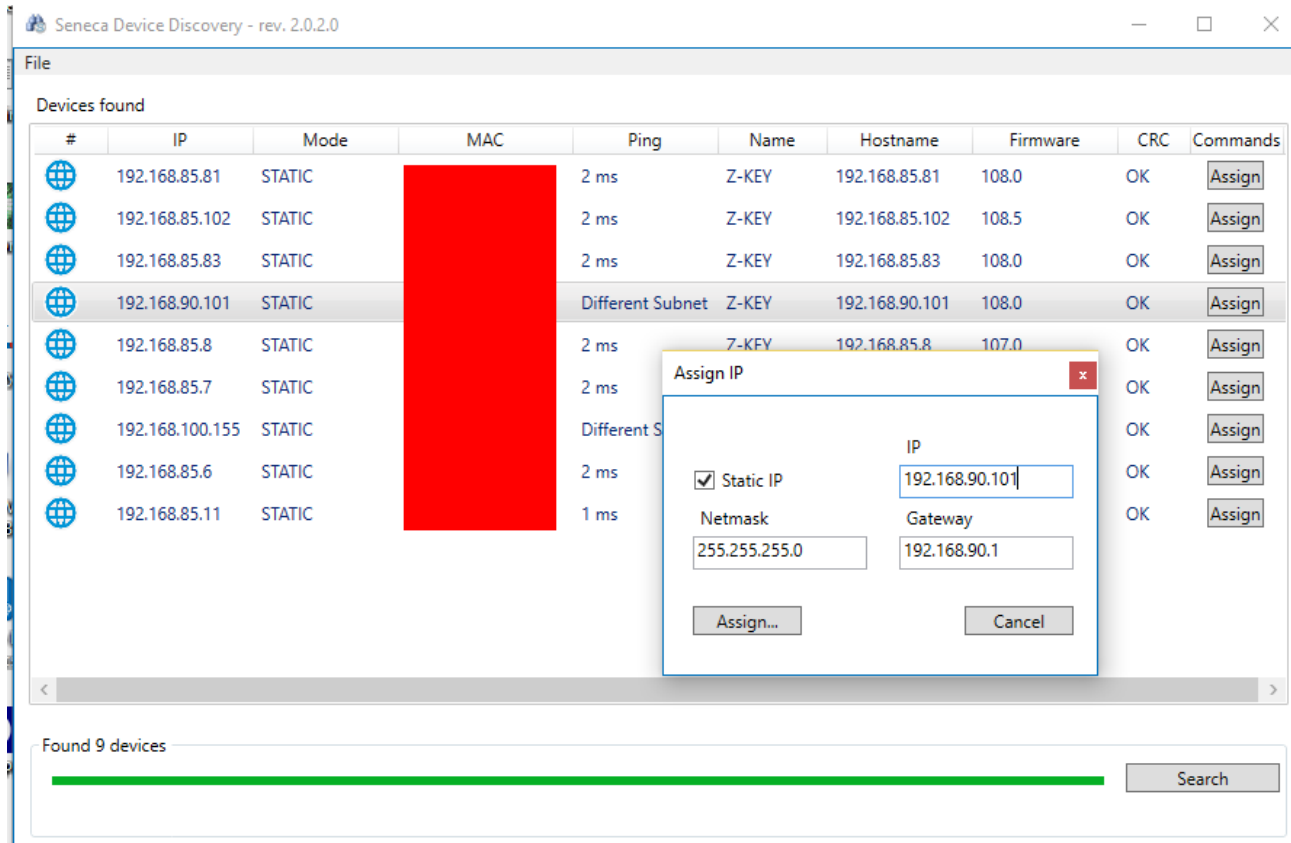 Seneca Device Discovery - rev. 2.0.2.0
File
Devices found
# IP Mode MAC Ping Name Hostname Firmware CRC Commands
192.168.85.81 STATIC 2 ms Z-KEY 192.168.85.81 108.0 OK Assign
192.168.85.102 STATIC 2 ms Z-KEY 192.168.85.102 108.5 OK Assign
192.168.85.83 STATIC 2 ms Z-KEY 192.168.85.83 108.0 OK Assign
192.168.90.101 STATIC Different Subnet Z-KEY 192.168.90.101 108.0 OK Assign
192.168.85.8 STATIC 2 ms Z-KEY 192.168.85.8 107.0 OK Assign
192.168.85.7 STATIC 2 ms OK Assign
192.168.100.155 STATIC Different S OK Assign
192.168.85.6 STATIC 2 ms OK Assign
192.168.85.11 STATIC 1 ms OK Assign
Assign IP
x
IP
Static IP 192.168.90.101
Netmask Gateway
255.255.255.0 192.168.90.1
Assign... Cancel
Found 9 devices
Search